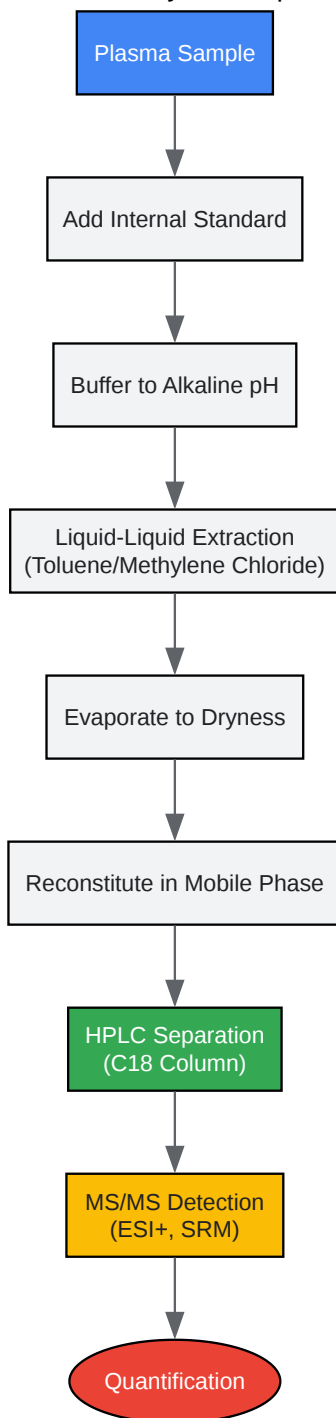 Plasma Sample
Add Internal Standard
Buffer to Alkaline pH
Liquid-Liquid Extraction
(Toluene/Methylene Chloride)
Evaporate to Dryness
Reconstitute in Mobile Phase
HPLC Separation
(C18 Column)
MS/MS Detection
(ESI+, SRM)
Quantification